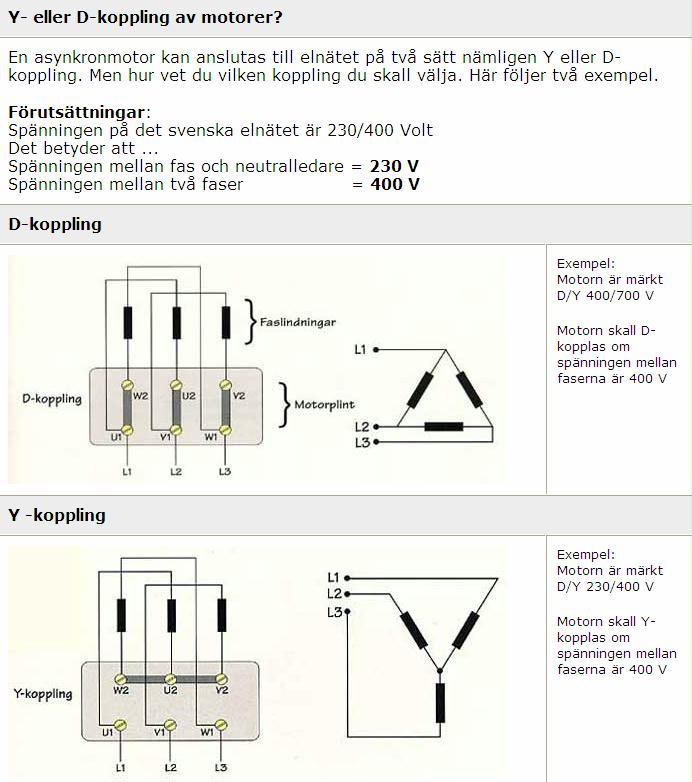 Y- eller D-koppling av motorer?
En asynkronmotor kan anslutas till elnätet på två sätt nämligen Y eller D-
koppling. Men hur vet du vilken koppling du skall välja. Här följer två exempel.
Förutsättningar:
Spänningen på det svenska elnätet är 230/400 Volt
Det betyder att ...
Spänningen mellan fas och neutralledare = 230 V
Spänningen mellan två faser = 400 V
D-koppling
Faslindningar
D-koppling
W2 U2 V2
Motorplint
U1 V1 W1
L1 L2 L3
L1
L2
L3
Exempel:
Motorn är märkt
D/Y 400/700 V
Motorn skall D-
kopplas om
spänningen mellan
faserna är 400 V
Y -koppling
Y-koppling
W2 U2 V2
U1 V1 W1
L1 L2 L3
L1
L2
L3
Exempel:
Motorn är märkt
D/Y 230/400 V
Motorn skall Y-
kopplas om
spänningen mellan
faserna är 400 V